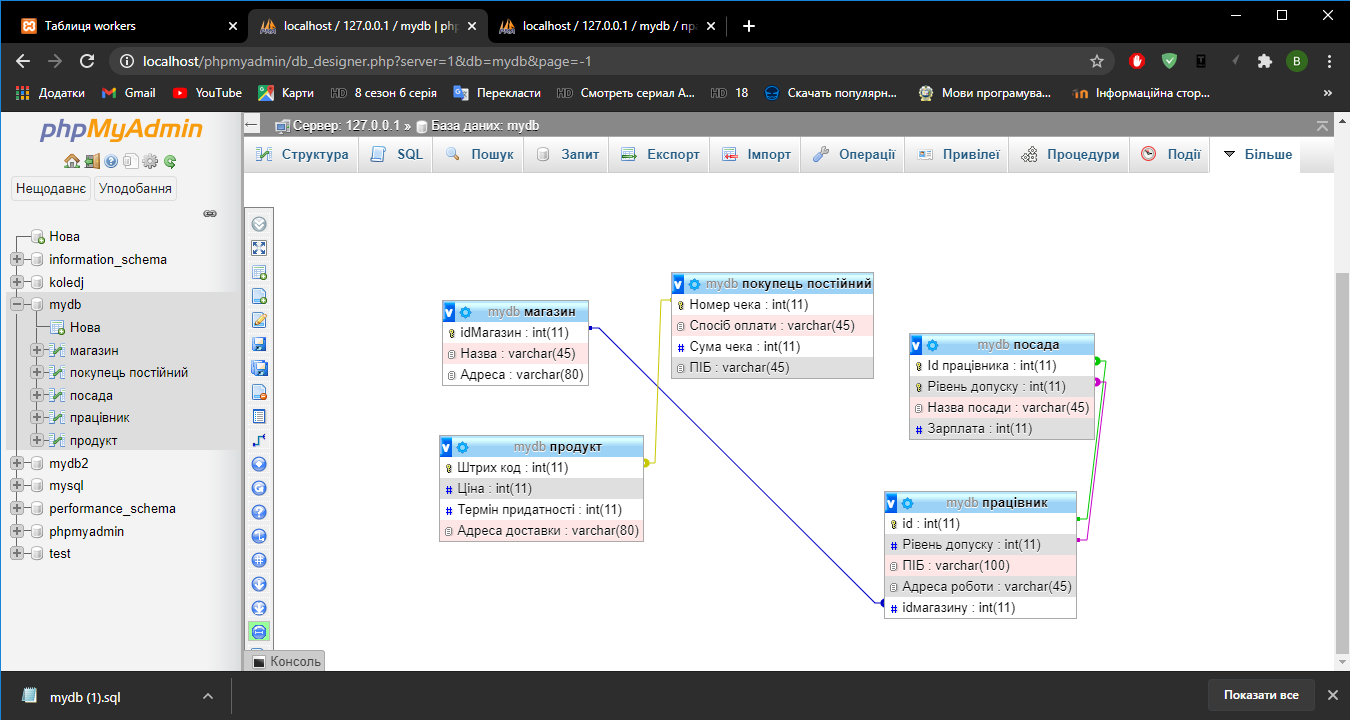 Таблиця workers
localhost / 127.0.0.1 / mydb | php
localhost / 127.0.0.1 / mydb / пра
localhost/phpmyadmin/db_designer.php?server=1&db=mydb&page=-1
B
Додатки
Gmail
YouTube
Карти
HD 8 сезон 6 серія
Перекласти
HD Смотреть сериал А...
HD 18
Скачать популярн...
Мови програмува...
Інформаційна стор...
»
phpMyAdmin
Нещодавнє
Уподобання
Нова
information_schema
koledj
mydb
Нова
магазин
покупець постійний
посада
працівник
продукт
mydb2
mysql
performance_schema
phpmyadmin
test
Сервер: 127.0.0.1 » База даних: mydb
Структура
SQL
Пошук
Запит
Експорт
Імпорт
Операції
Привілеї
Процедури
Події
Більше
mydb магазин
idМагазин : int(11)
Назва : varchar(45)
Адреса : varchar(80)
mydb покупець постійний
Номер чека : int(11)
Спосіб оплати : varchar(45)
Сума чека : int(11)
ПІБ : varchar(45)
mydb посада
Id працівника : int(11)
Рівень допуску : int(11)
Назва посади : varchar(45)
Зарплата : int(11)
mydb продукт
Штрих код : int(11)
Ціна : int(11)
Термін придатності : int(11)
Адреса доставки : varchar(80)
mydb працівник
id : int(11)
Рівень допуску : int(11)
ПІБ : varchar(100)
Адреса роботи : varchar(45)
idмагазину : int(11)
Консоль
mydb (1).sql
Показати все